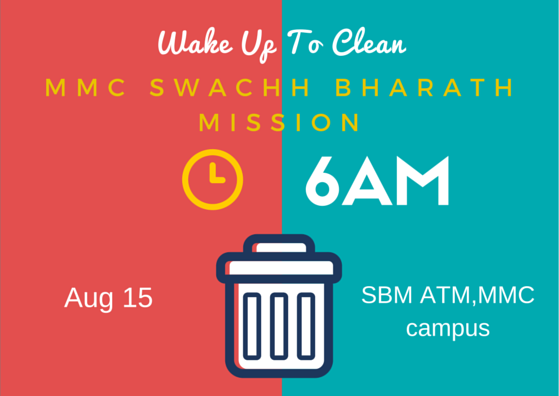 Wake Up To Clean
MMC SWACHH BHARATH
MISSION
6AM
Aug 15
SBM ATM,MMC
campus